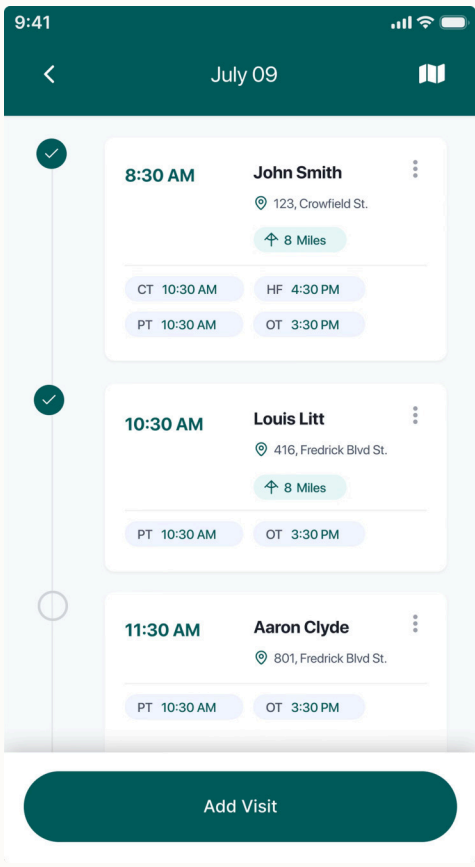 9:41
July 09
8:30 AM John Smith
123, Crowfield St.
8 Miles
CT 10:30 AM HF 4:30 PM
PT 10:30 AM OT 3:30 PM
10:30 AM Louis Litt
416, Fredrick Blvd St.
8 Miles
PT 10:30 AM OT 3:30 PM
11:30 AM Aaron Clyde
801, Fredrick Blvd St.
PT 10:30 AM OT 3:30 PM
Add Visit